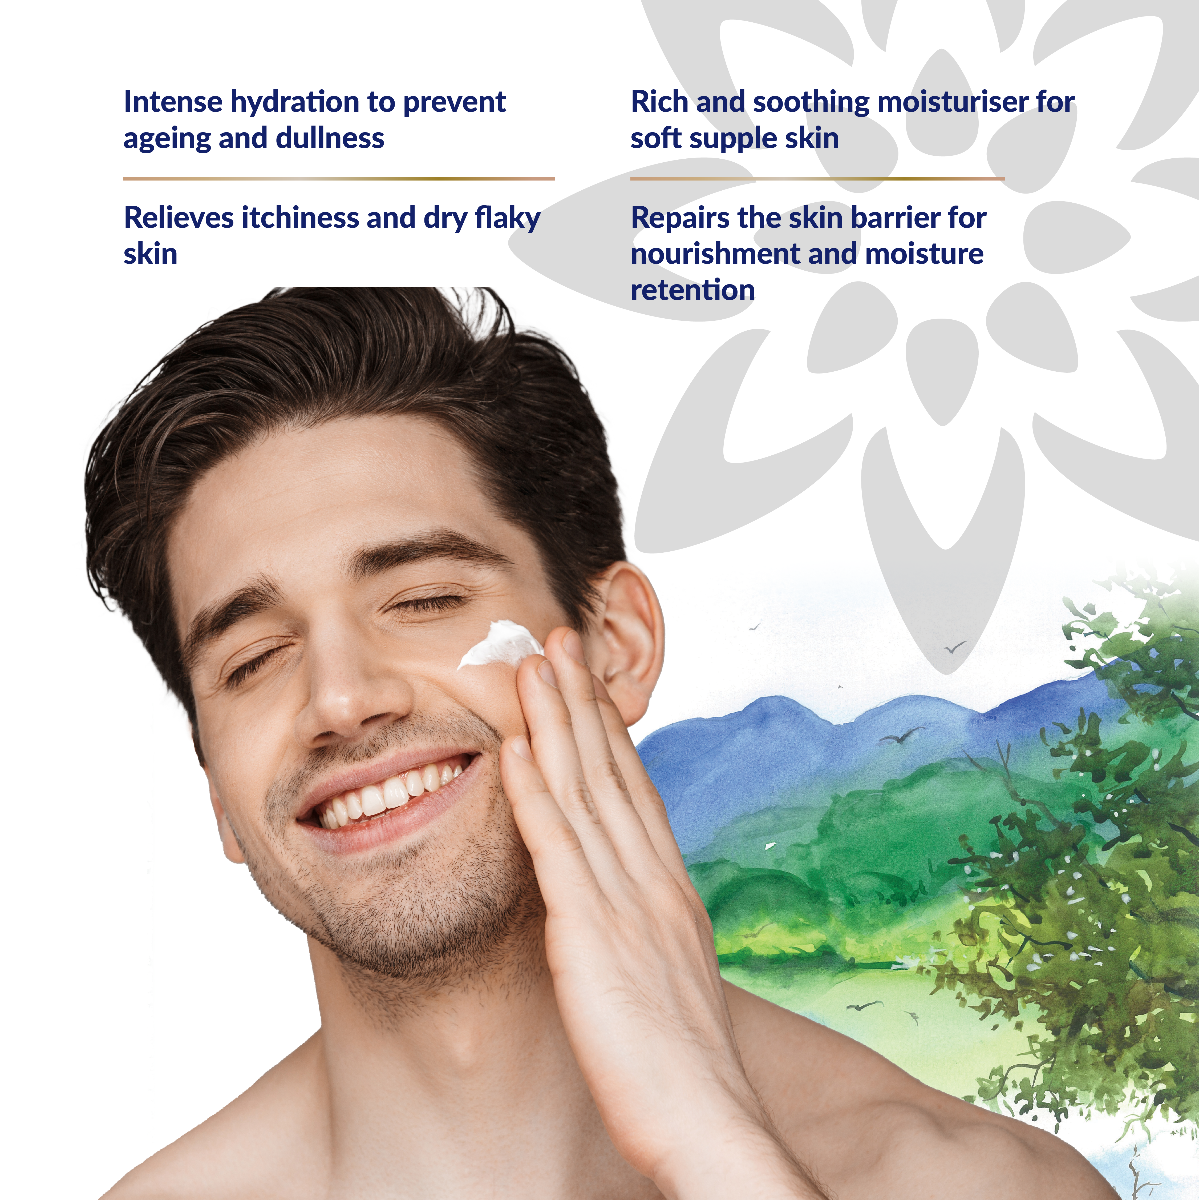 Intense hydration to prevent
ageing and dullness
Relieves itchiness and dry flaky
skin
Rich and soothing moisturiser for
soft supple skin
Repairs the skin barrier for
nourishment and moisture
retention